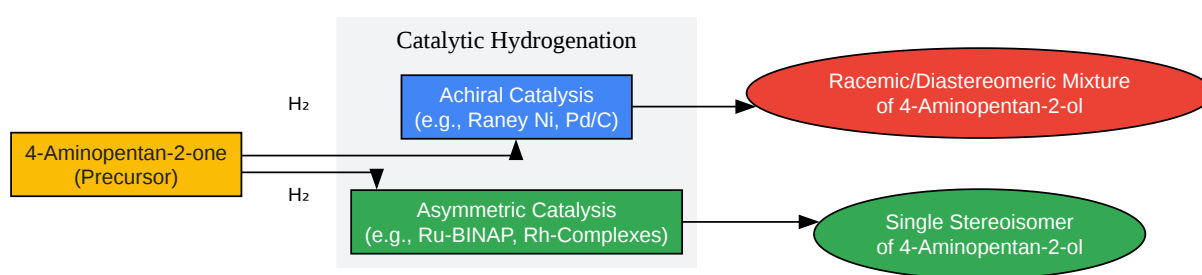 Catalytic Hydrogenation
H₂
Achiral Catalysis
(e.g., Raney Ni, Pd/C)
Racemic/Diastereomeric Mixture
of 4-Aminopentan-2-ol
4-Aminopentan-2-one
(Precursor)
H₂
Asymmetric Catalysis
(e.g., Ru-BINAP, Rh-Complexes)
Single Stereoisomer
of 4-Aminopentan-2-ol